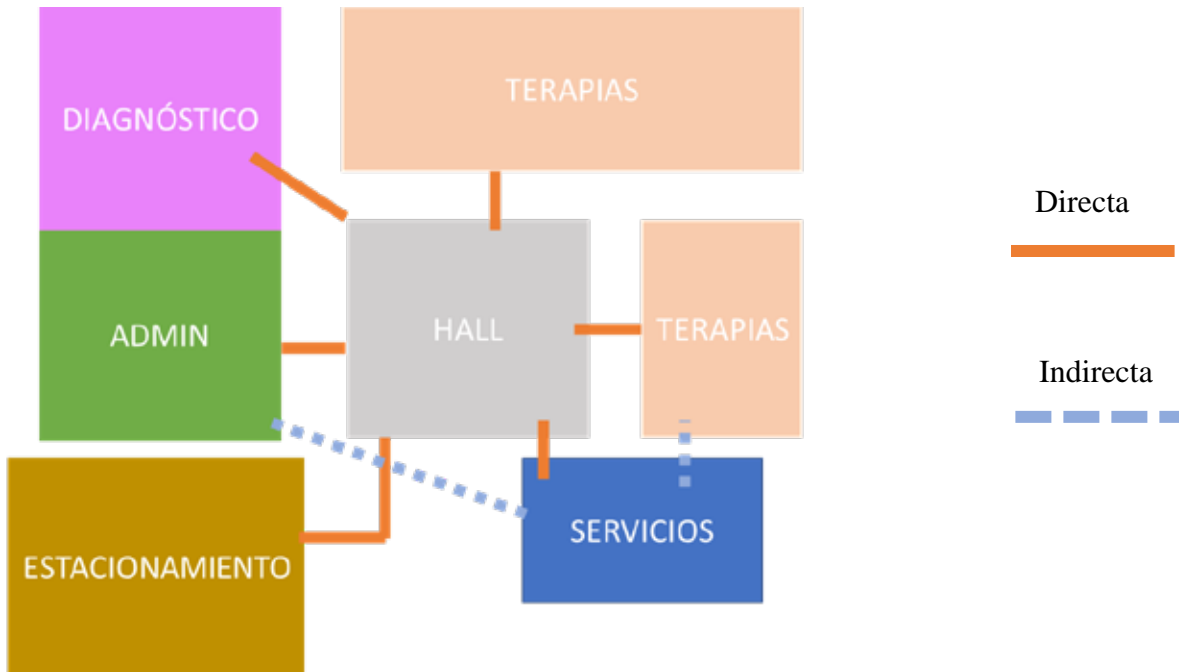 TERAPIAS
DIAGNÓSTICO
Directa
ADMIN
HALL
TERAPIAS
Indirecta
SERVICIOS
ESTACIONAMIENTO